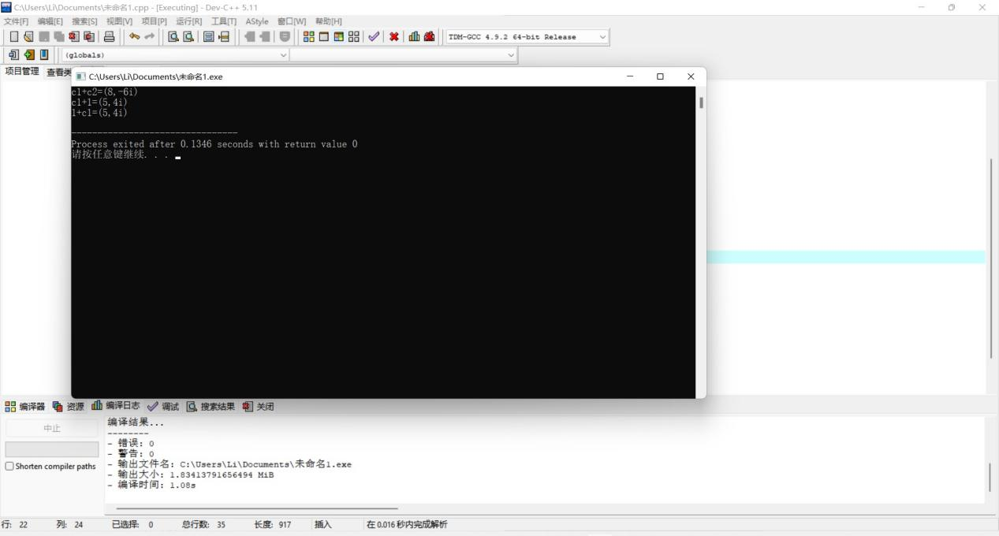 C:\Users\Li\Documents\未命名1.cpp - [Executing] - Dev-C++ 5.11
文件[F] 编辑[E] 搜索[S] 视图[V] 项目[P] 运行[R] 工具[T] AStyle 窗口[W] 帮助[H]
TDM-GCC 4.9.2 64-bit Release
(globals)
项目管理 查看类
C:\Users\Li\Documents\未命名1.exe
c1+c2=(8,-6i)
c1+1=(5,4i)
1+c1=(5,4i)
--------------------------------
Process exited after 0.1346 seconds with return value 0
请按任意键继续. . .
编译器 资源 编译日志 调试 搜索结果 关闭
中止
Shorten compiler paths
编译结果...
--------
- 错误: 0
- 警告: 0
- 输出文件名: C:\Users\Li\Documents\未命名1.exe
- 输出大小: 1.83413791656494 MiB
- 编译时间: 1.08s
行: 22 列: 24 已选择: 0 总行数: 35 长度: 917 插入 在 0.016 秒内完成解析